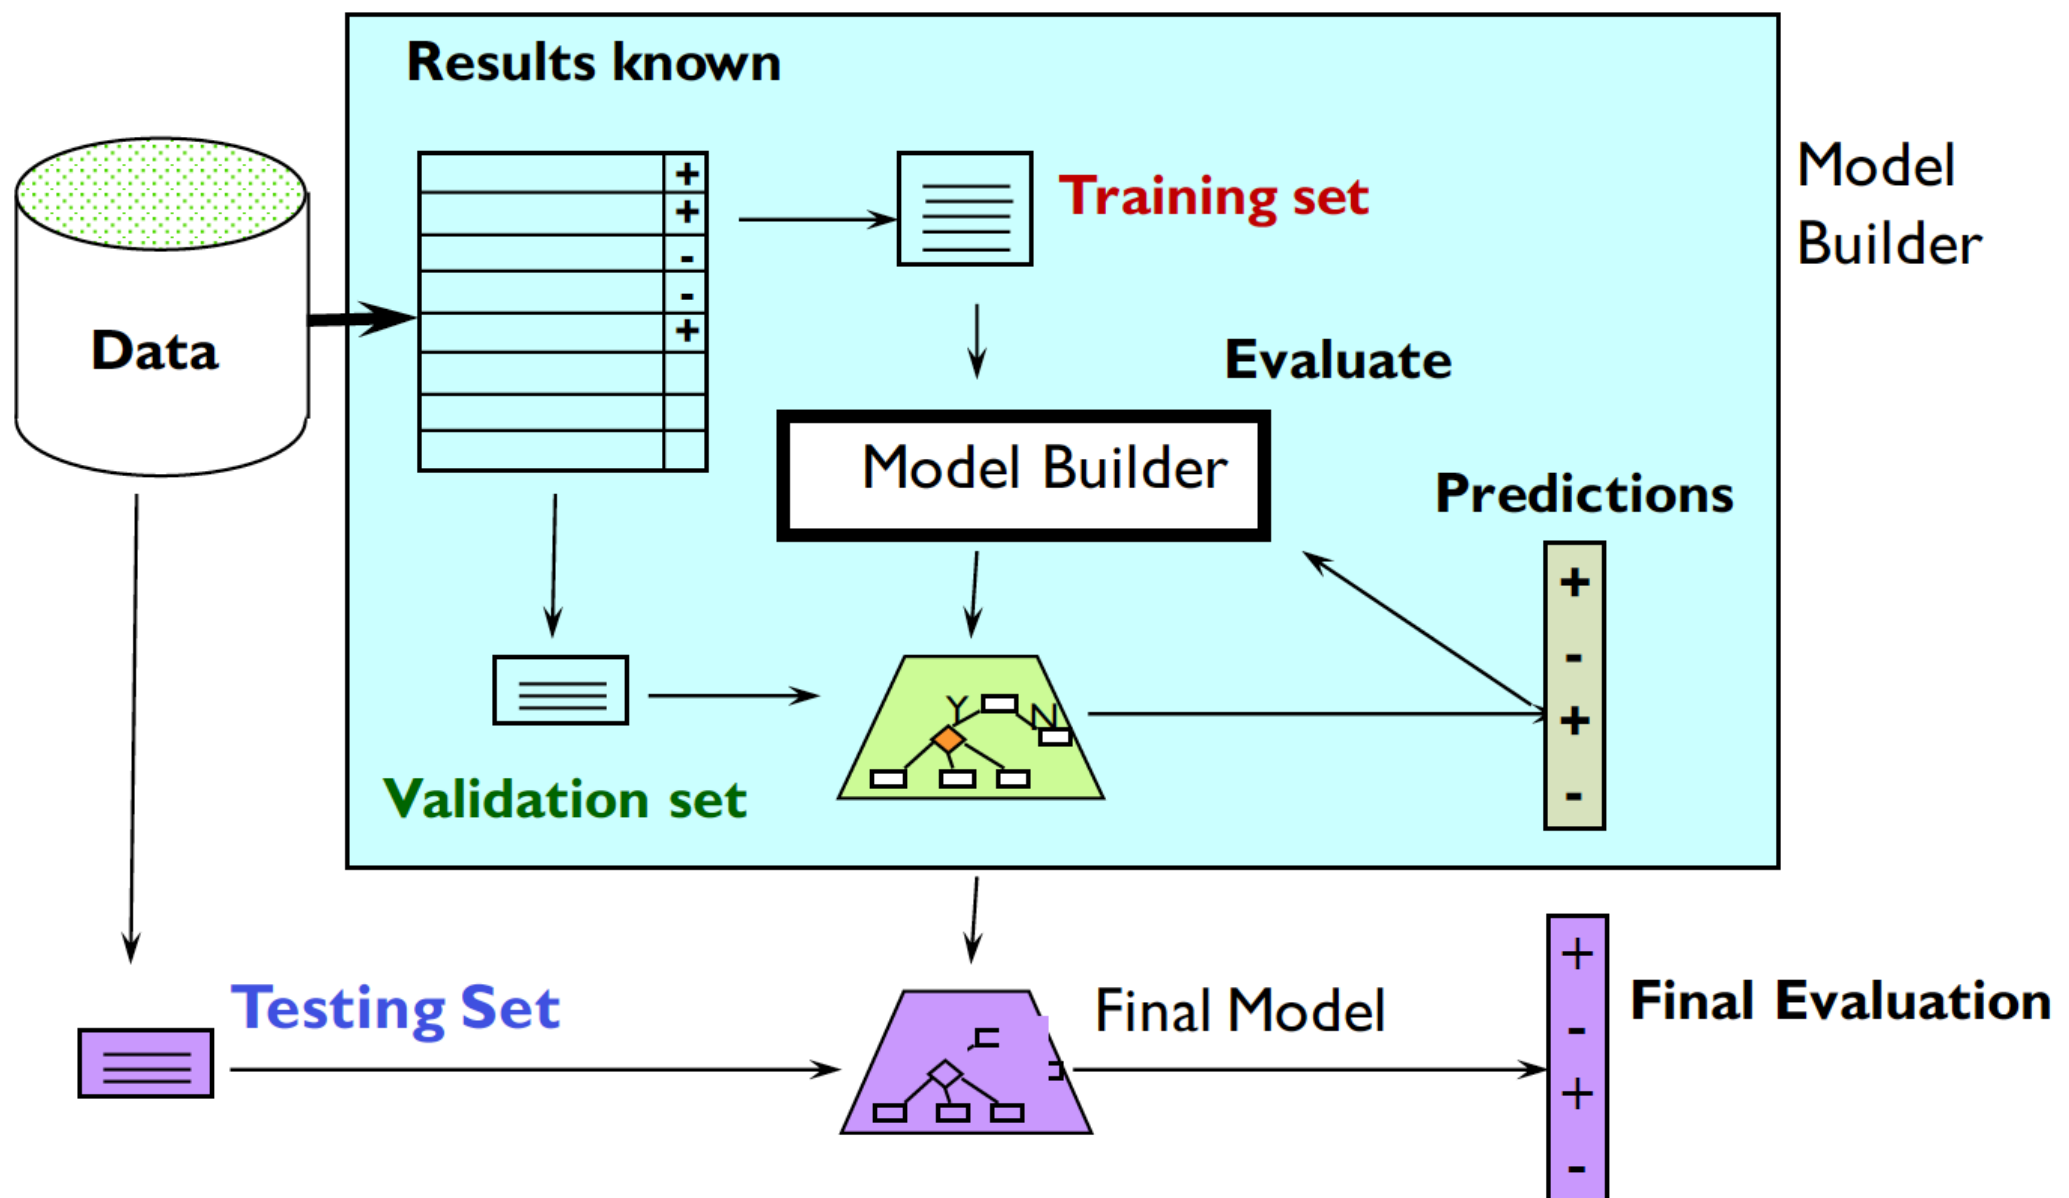 Results known
+
+
-
-
+
Training set
Model
Builder
Data
Evaluate
Model Builder
Predictions
+
-
+
-
Y
N
Validation set
Testing Set
Final Model
+
-
+
-
Final Evaluation